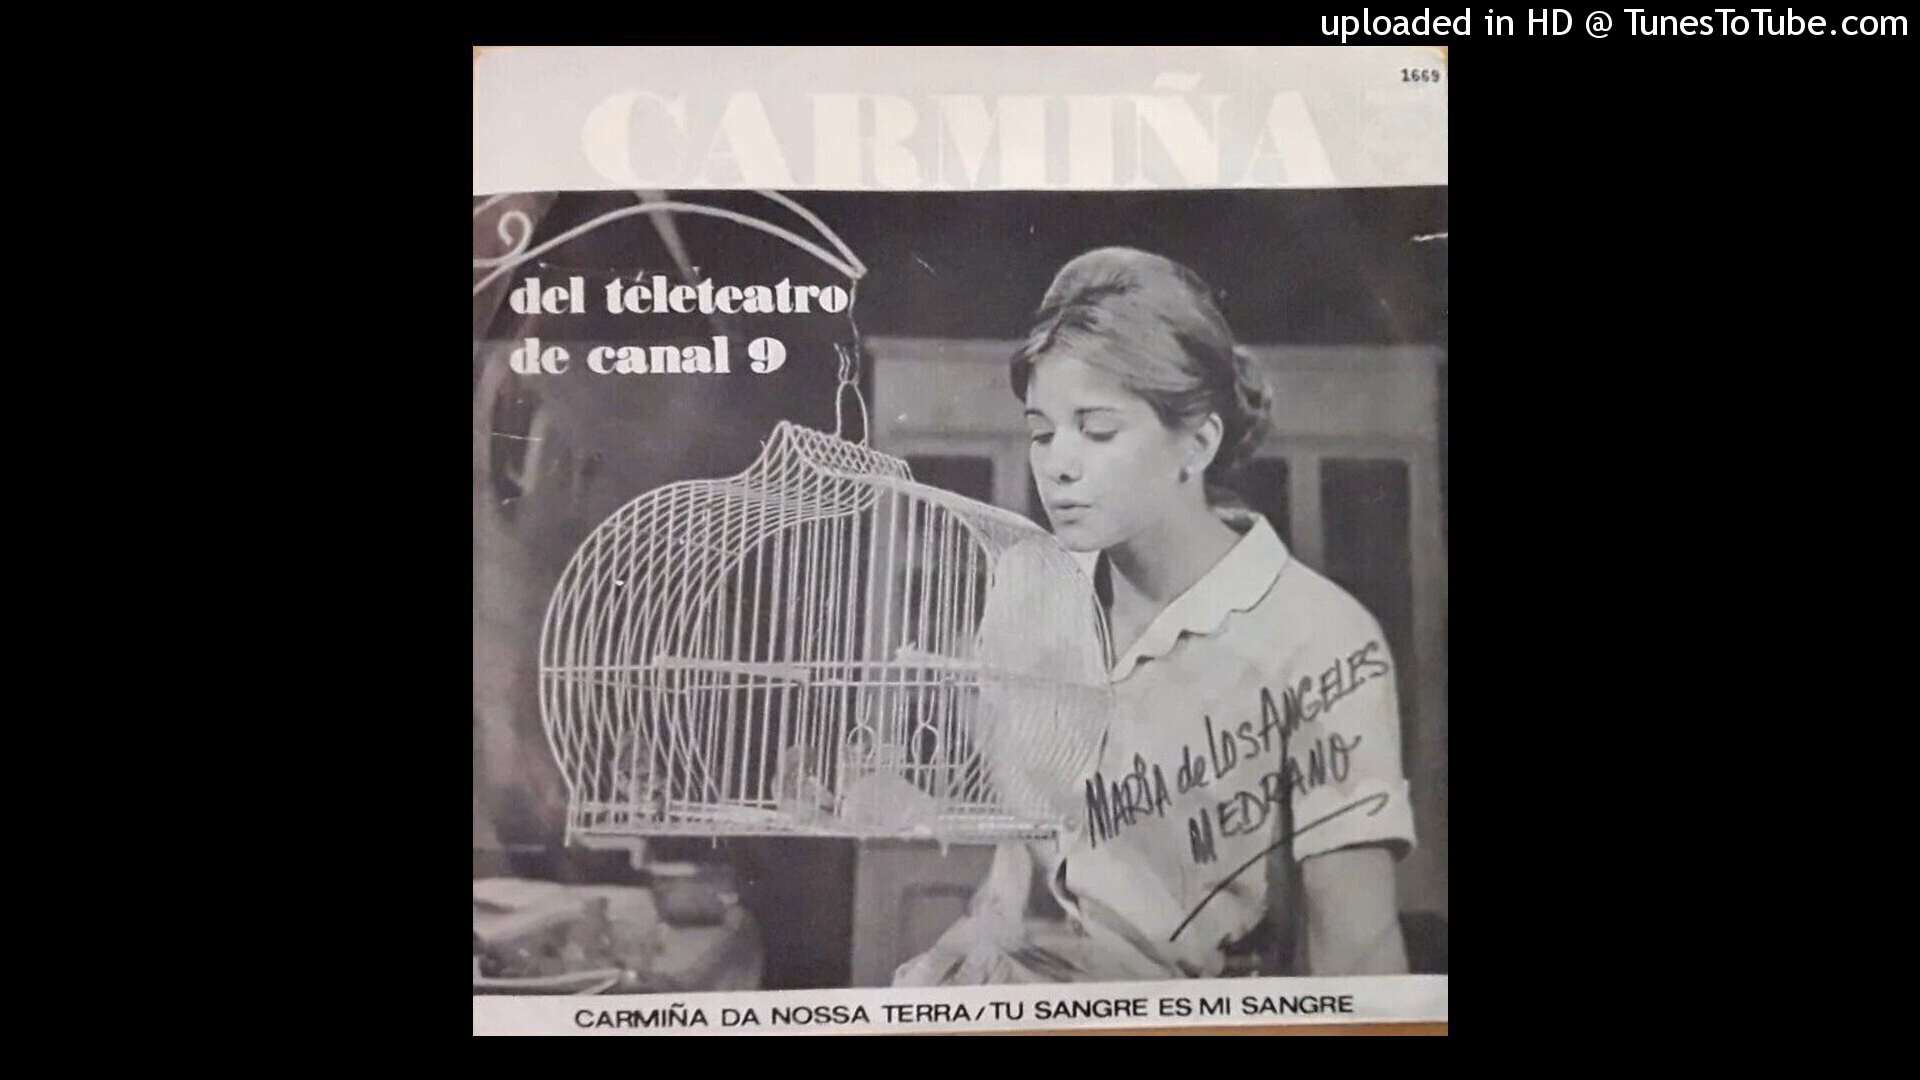 uploaded in HD @ TunesToTube.com
1669
CARMIÑA
del teleteatro
de canal 9
MARIA de LOS ANGELES
MEDRANO
CARMIÑA DA NOSSA TERRA/TU SANGRE ES MI SANGRE